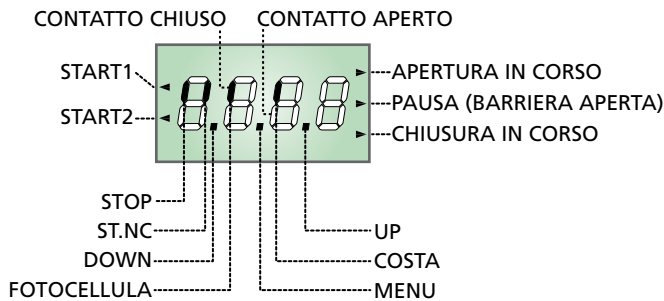 CONTATTO CHIUSO CONTATTO APERTO
START1
START2
APERTURA IN CORSO
PAUSA (BARRIERA APERTA)
CHIUSURA IN CORSO
STOP
ST.NC
DOWN
FOTOCELLULA
UP
COSTA
MENU